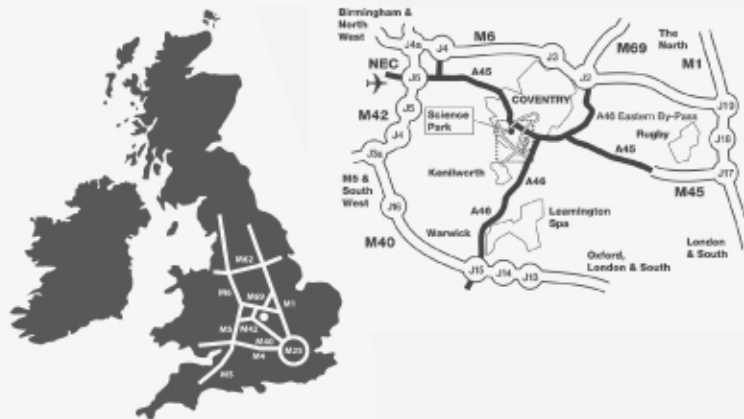 M62
M6
M69
M1
M5
M42
M40
M4
M25
M5
Birmingham &
North
West
J4a
J4
M6
J3
M69
The
North
M1
NEC
J6
A45
J2
COVENTRY
J19
M42
J5
Science
Park
A46 Eastern By-Pass
Rugby
J4
J18
J3a
A45
Kenilworth
J17
M5 &
South
West
A46
M45
J16
A46
Leamington
Spa
Warwick
M40
London
& South
Oxford,
London & South
J15
J14
J13